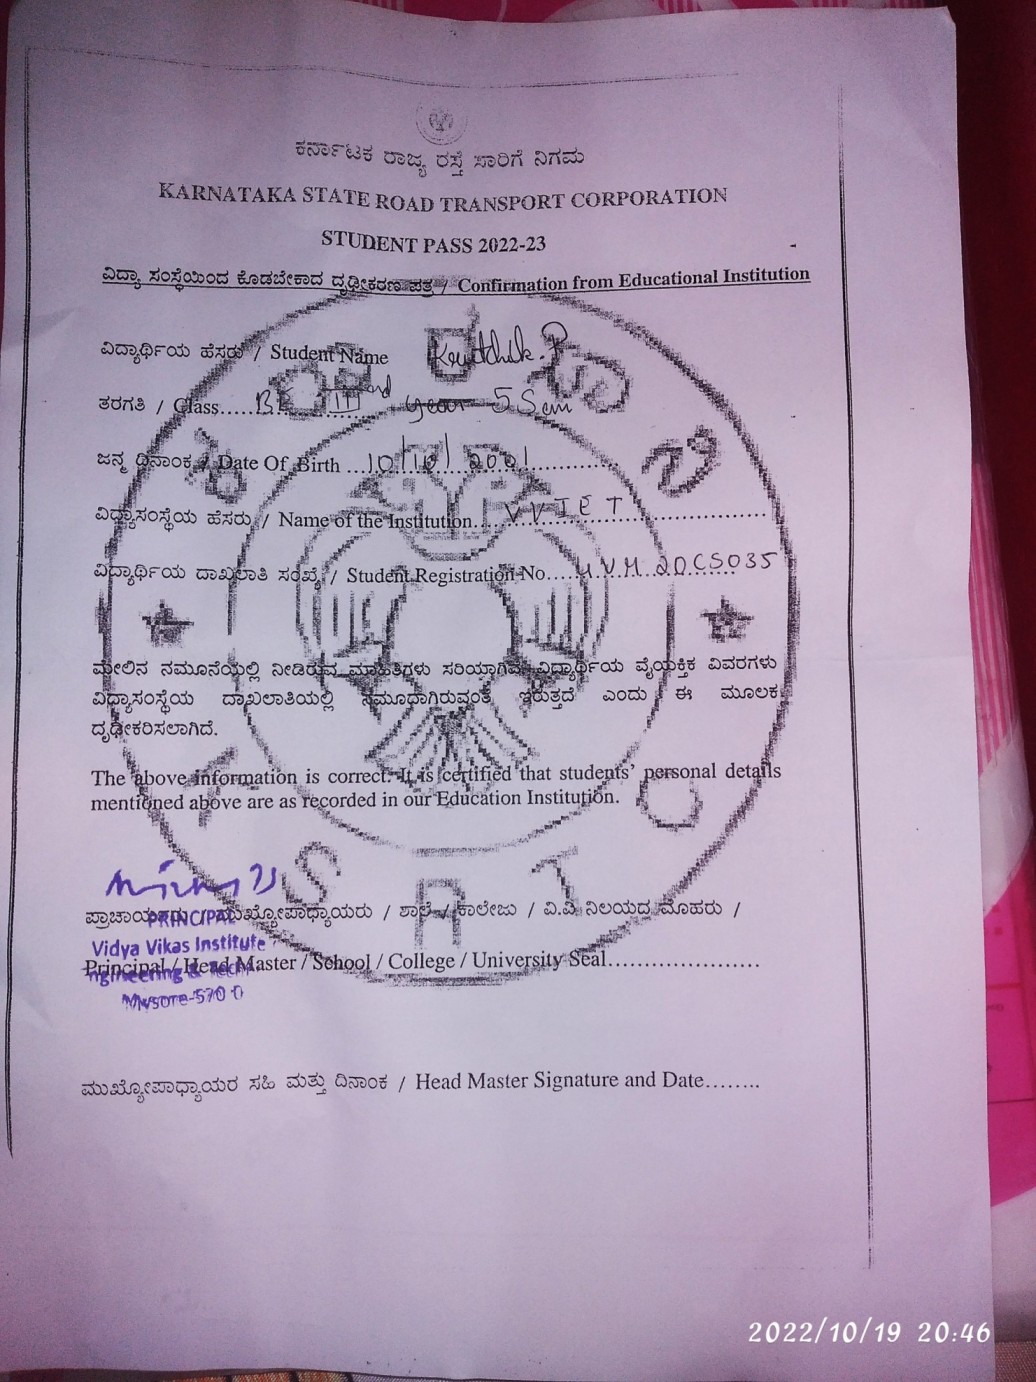 ಕರ್ನಾಟಕ ರಾಜ್ಯ ರಸ್ತೆ ಸಾರಿಗೆ ನಿಗಮ
KARNATAKA STATE ROAD TRANSPORT CORPORATION
STUDENT PASS 2022-23
ವಿದ್ಯಾ ಸಂಸ್ಥೆಯಿಂದ ಕೊಡಬೇಕಾದ ದೃಢೀಕರಣ ಪತ್ರ / Confirmation from Educational Institution
ವಿದ್ಯಾರ್ಥಿಯ ಹೆಸರು / Student Name
ತರಗತಿ / Class..... BE III year 5 Sem
ಜನ್ಮ ದಿನಾಂಕ / Date Of Birth ... 10/10/2001
ವಿದ್ಯಾಸಂಸ್ಥೆಯ ಹೆಸರು / Name of the Institution... VVIET
ವಿದ್ಯಾರ್ಥಿಯ ದಾಖಲಾತಿ ಸಂಖ್ಯೆ / Student Registration No.... 4VM20CS035
ಮೇಲಿನ ನಮೂನೆಯಲ್ಲಿ ನೀಡಿರುವ ಮಾಹಿತಿಗಳು ಸರಿಯಾಗಿವೆ. ವಿದ್ಯಾರ್ಥಿಯ ವೈಯಕ್ತಿಕ ವಿವರಗಳು
ವಿದ್ಯಾಸಂಸ್ಥೆಯ ದಾಖಲಾತಿಯಲ್ಲಿ ನಮೂದಾಗಿರುವಂತೆ ಇರುತ್ತದೆ ಎಂದು ಈ ಮೂಲಕ
ದೃಢೀಕರಿಸಲಾಗಿದೆ.
The above information is correct. It is certified that students' personal details
mentioned above are as recorded in our Education Institution.
ಪ್ರಾಚಾರ್ಯರು / ಮುಖ್ಯೋಪಾಧ್ಯಾಯರು / ಶಾಲೆ / ಕಾಲೇಜು / ವಿ.ವಿ ನಿಲಯದ ಮೊಹರು /
PRINCIPAL
Vidya Vikas Institute
Principal / Head Master / School / College / University Seal.....................
Engineering & Tech
Mysore-570 0
ಮುಖ್ಯೋಪಾಧ್ಯಾಯರ ಸಹಿ ಮತ್ತು ದಿನಾಂಕ / Head Master Signature and Date........
KSRTC
2022/10/19 20:46